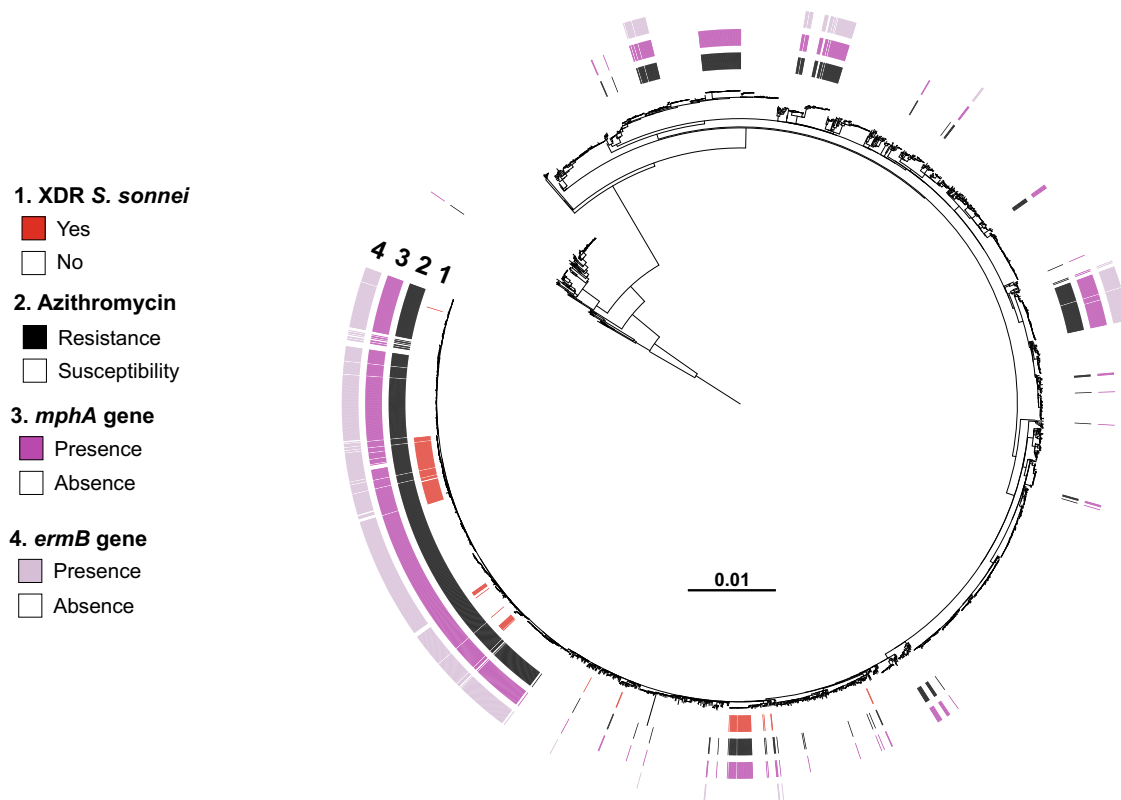 1. XDR S. sonnei
Yes
No
2. Azithromycin
Resistance
Susceptibility
3. mphA gene
Presence
Absence
4. ermB gene
Presence
Absence
4 3 2 1
0.01